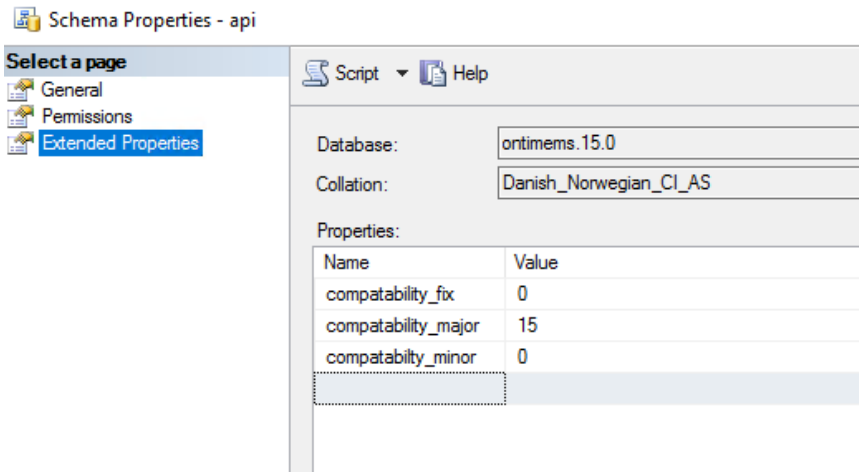 Schema Properties - api
Select a page
General
Permissions
Extended Properties
Script Help
Database: ontimems.15.0
Collation: Danish_Norwegian_CI_AS
Properties:
Name Value
compatability_fix 0
compatability_major 15
compatabilty_minor 0